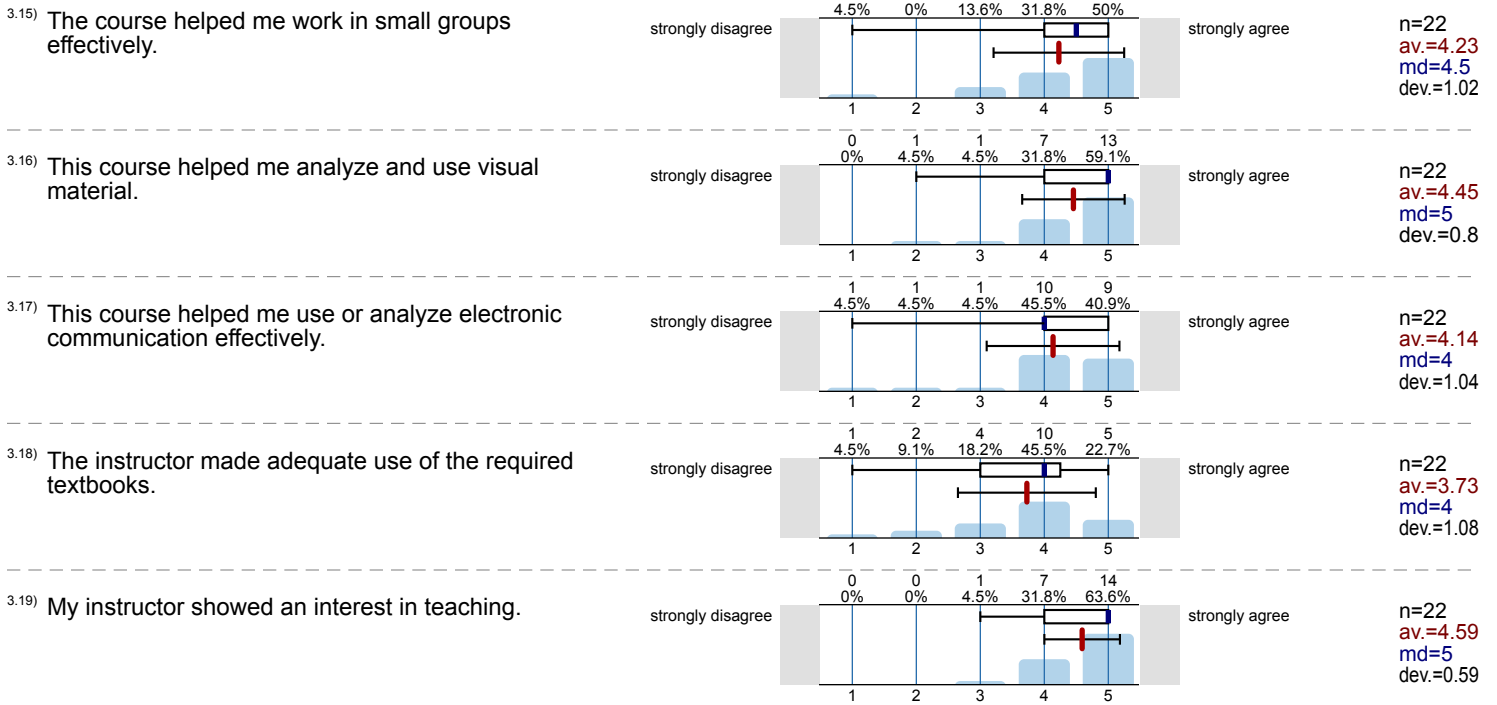 4.5% 0% 13.6% 31.8% 50%
3.15) The course helped me work in small groups
effectively.
strongly disagree
strongly agree
n=22
av.=4.23
md=4.5
dev.=1.02
1 2 3 4 5
0 1 1 7 13
0% 4.5% 4.5% 31.8% 59.1%
3.16) This course helped me analyze and use visual
material.
strongly disagree
strongly agree
n=22
av.=4.45
md=5
dev.=0.8
1 2 3 4 5
1 1 1 10 9
4.5% 4.5% 4.5% 45.5% 40.9%
3.17) This course helped me use or analyze electronic
communication effectively.
strongly disagree
strongly agree
n=22
av.=4.14
md=4
dev.=1.04
1 2 3 4 5
1 2 4 10 5
4.5% 9.1% 18.2% 45.5% 22.7%
3.18) The instructor made adequate use of the required
textbooks.
strongly disagree
strongly agree
n=22
av.=3.73
md=4
dev.=1.08
1 2 3 4 5
0 0 1 7 14
0% 0% 4.5% 31.8% 63.6%
3.19) My instructor showed an interest in teaching.
strongly disagree
strongly agree
n=22
av.=4.59
md=5
dev.=0.59
1 2 3 4 5